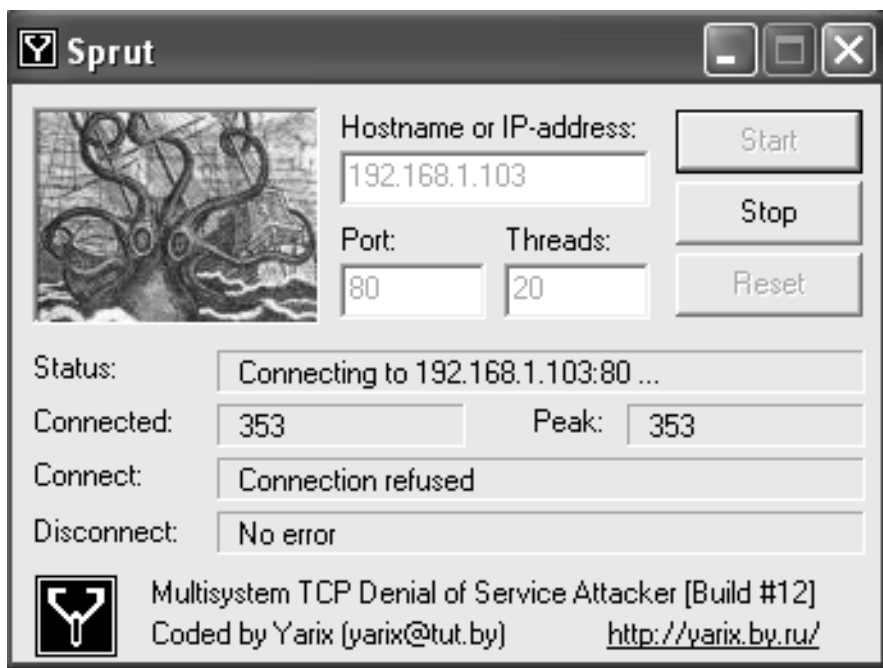 Sprut
Hostname or IP-address:
192.168.1.103
Start
Stop
Port:
Threads:
80
20
Reset
Status:
Connecting to 192.168.1.103:80 ...
Connected:
353
Peak:
353
Connect:
Connection refused
Disconnect:
No error
Multisystem TCP Denial of Service Attacker [Build #12]
Coded by Yarix (yarix@tut.by)
http://yarix.by.ru/